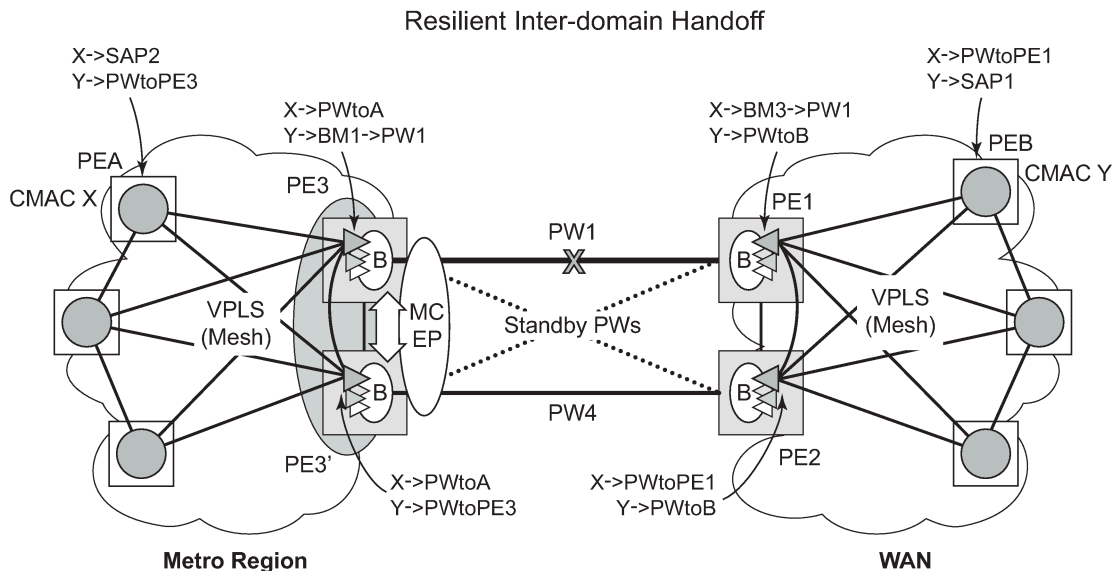 Resilient Inter-domain Handoff
X->SAP2
Y->PWtoPE3
X->PWtoA
Y->BM1->PW1
X->BM3->PW1
Y->PWtoB
X->PWtoPE1
Y->SAP1
PEA
CMAC X
PE3
PE1
PEB
CMAC Y
PW1
B
B
VPLS
(Mesh)
MC
EP
Standby PWs
VPLS
(Mesh)
B
B
PW4
PE3’
PE2
X->PWtoA
Y->PWtoPE3
X->PWtoPE1
Y->PWtoB
Metro Region
WAN